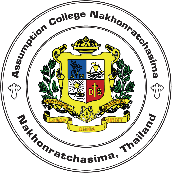 Assumption College Nakhonratchasima
Nakhonratchasima, Thailand